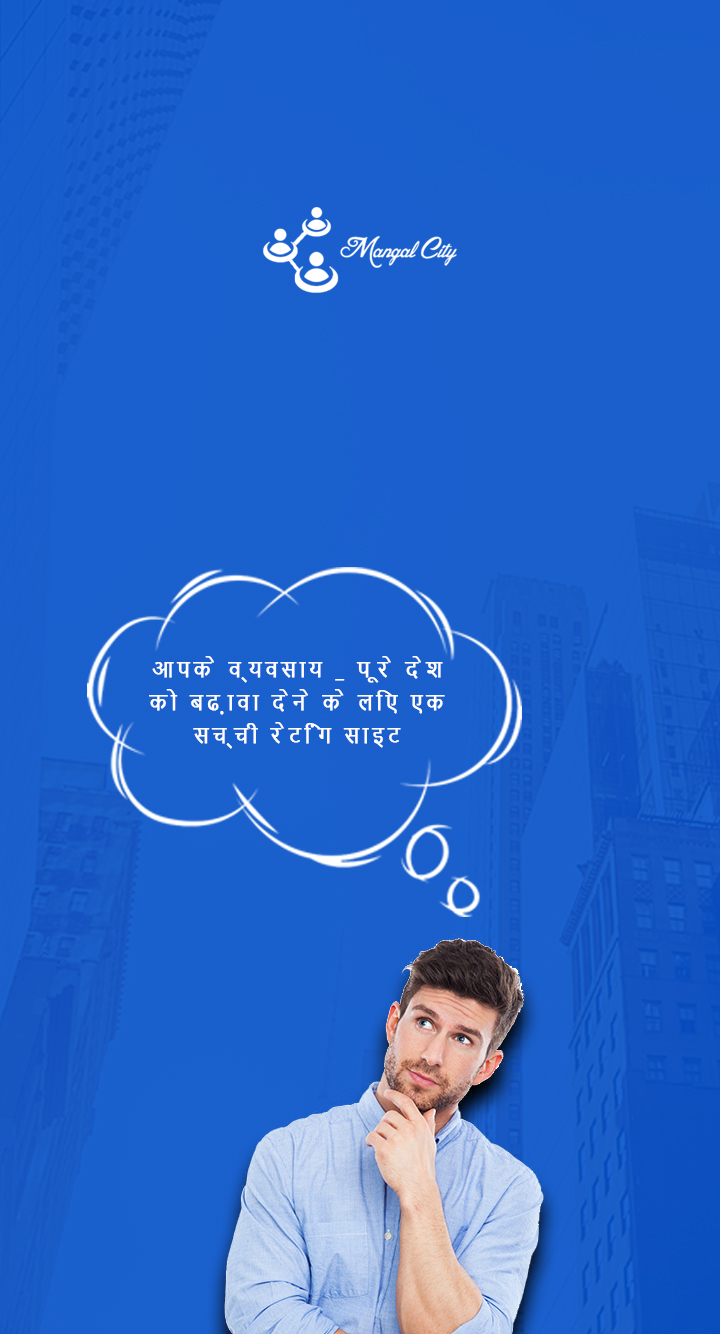 Mangal City
आपके व्यवसाय _ पूरे देश
को बढ़ावा देने के लिए एक
सच्ची रेटिंग साइट